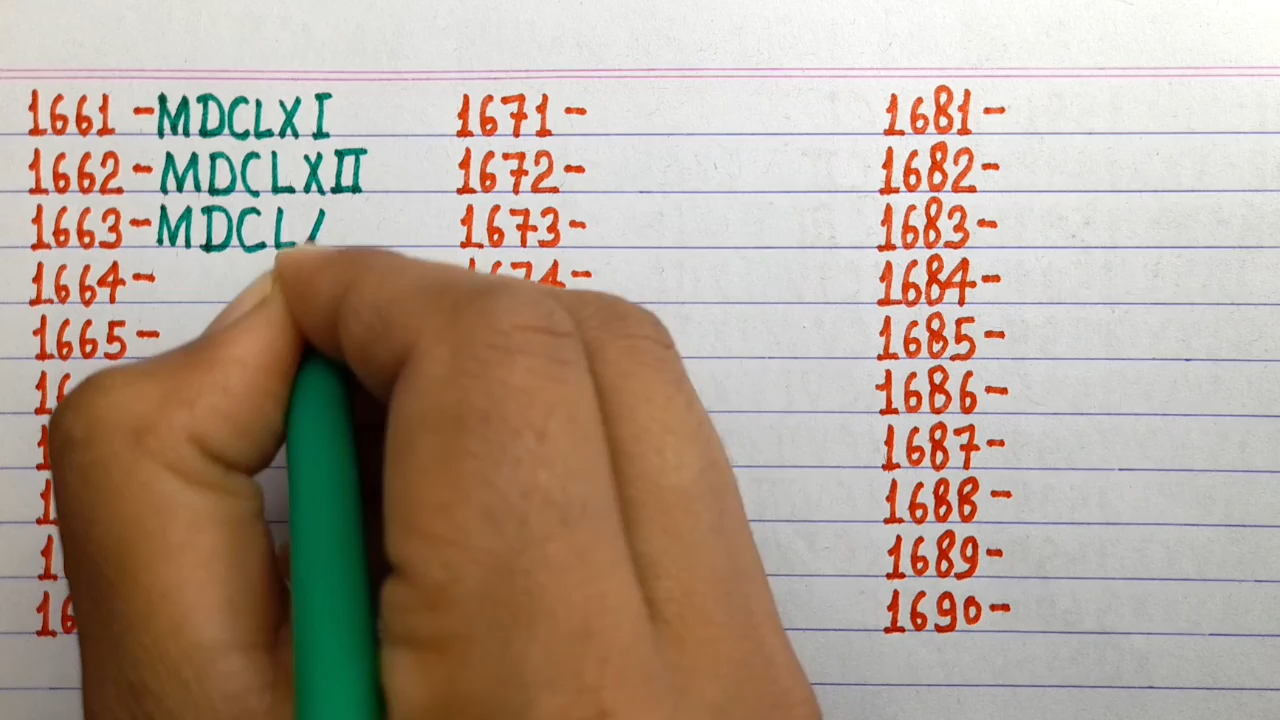 1661 - MDCLXI 1671 - 1681 -
1662 - MDCLXII 1672 - 1682 -
1663 - MDCL 1673 - 1683 -
1664 - 1674 - 1684 -
1665 - 1685 -
1686 -
1687 -
1688 -
1689 -
1690 -